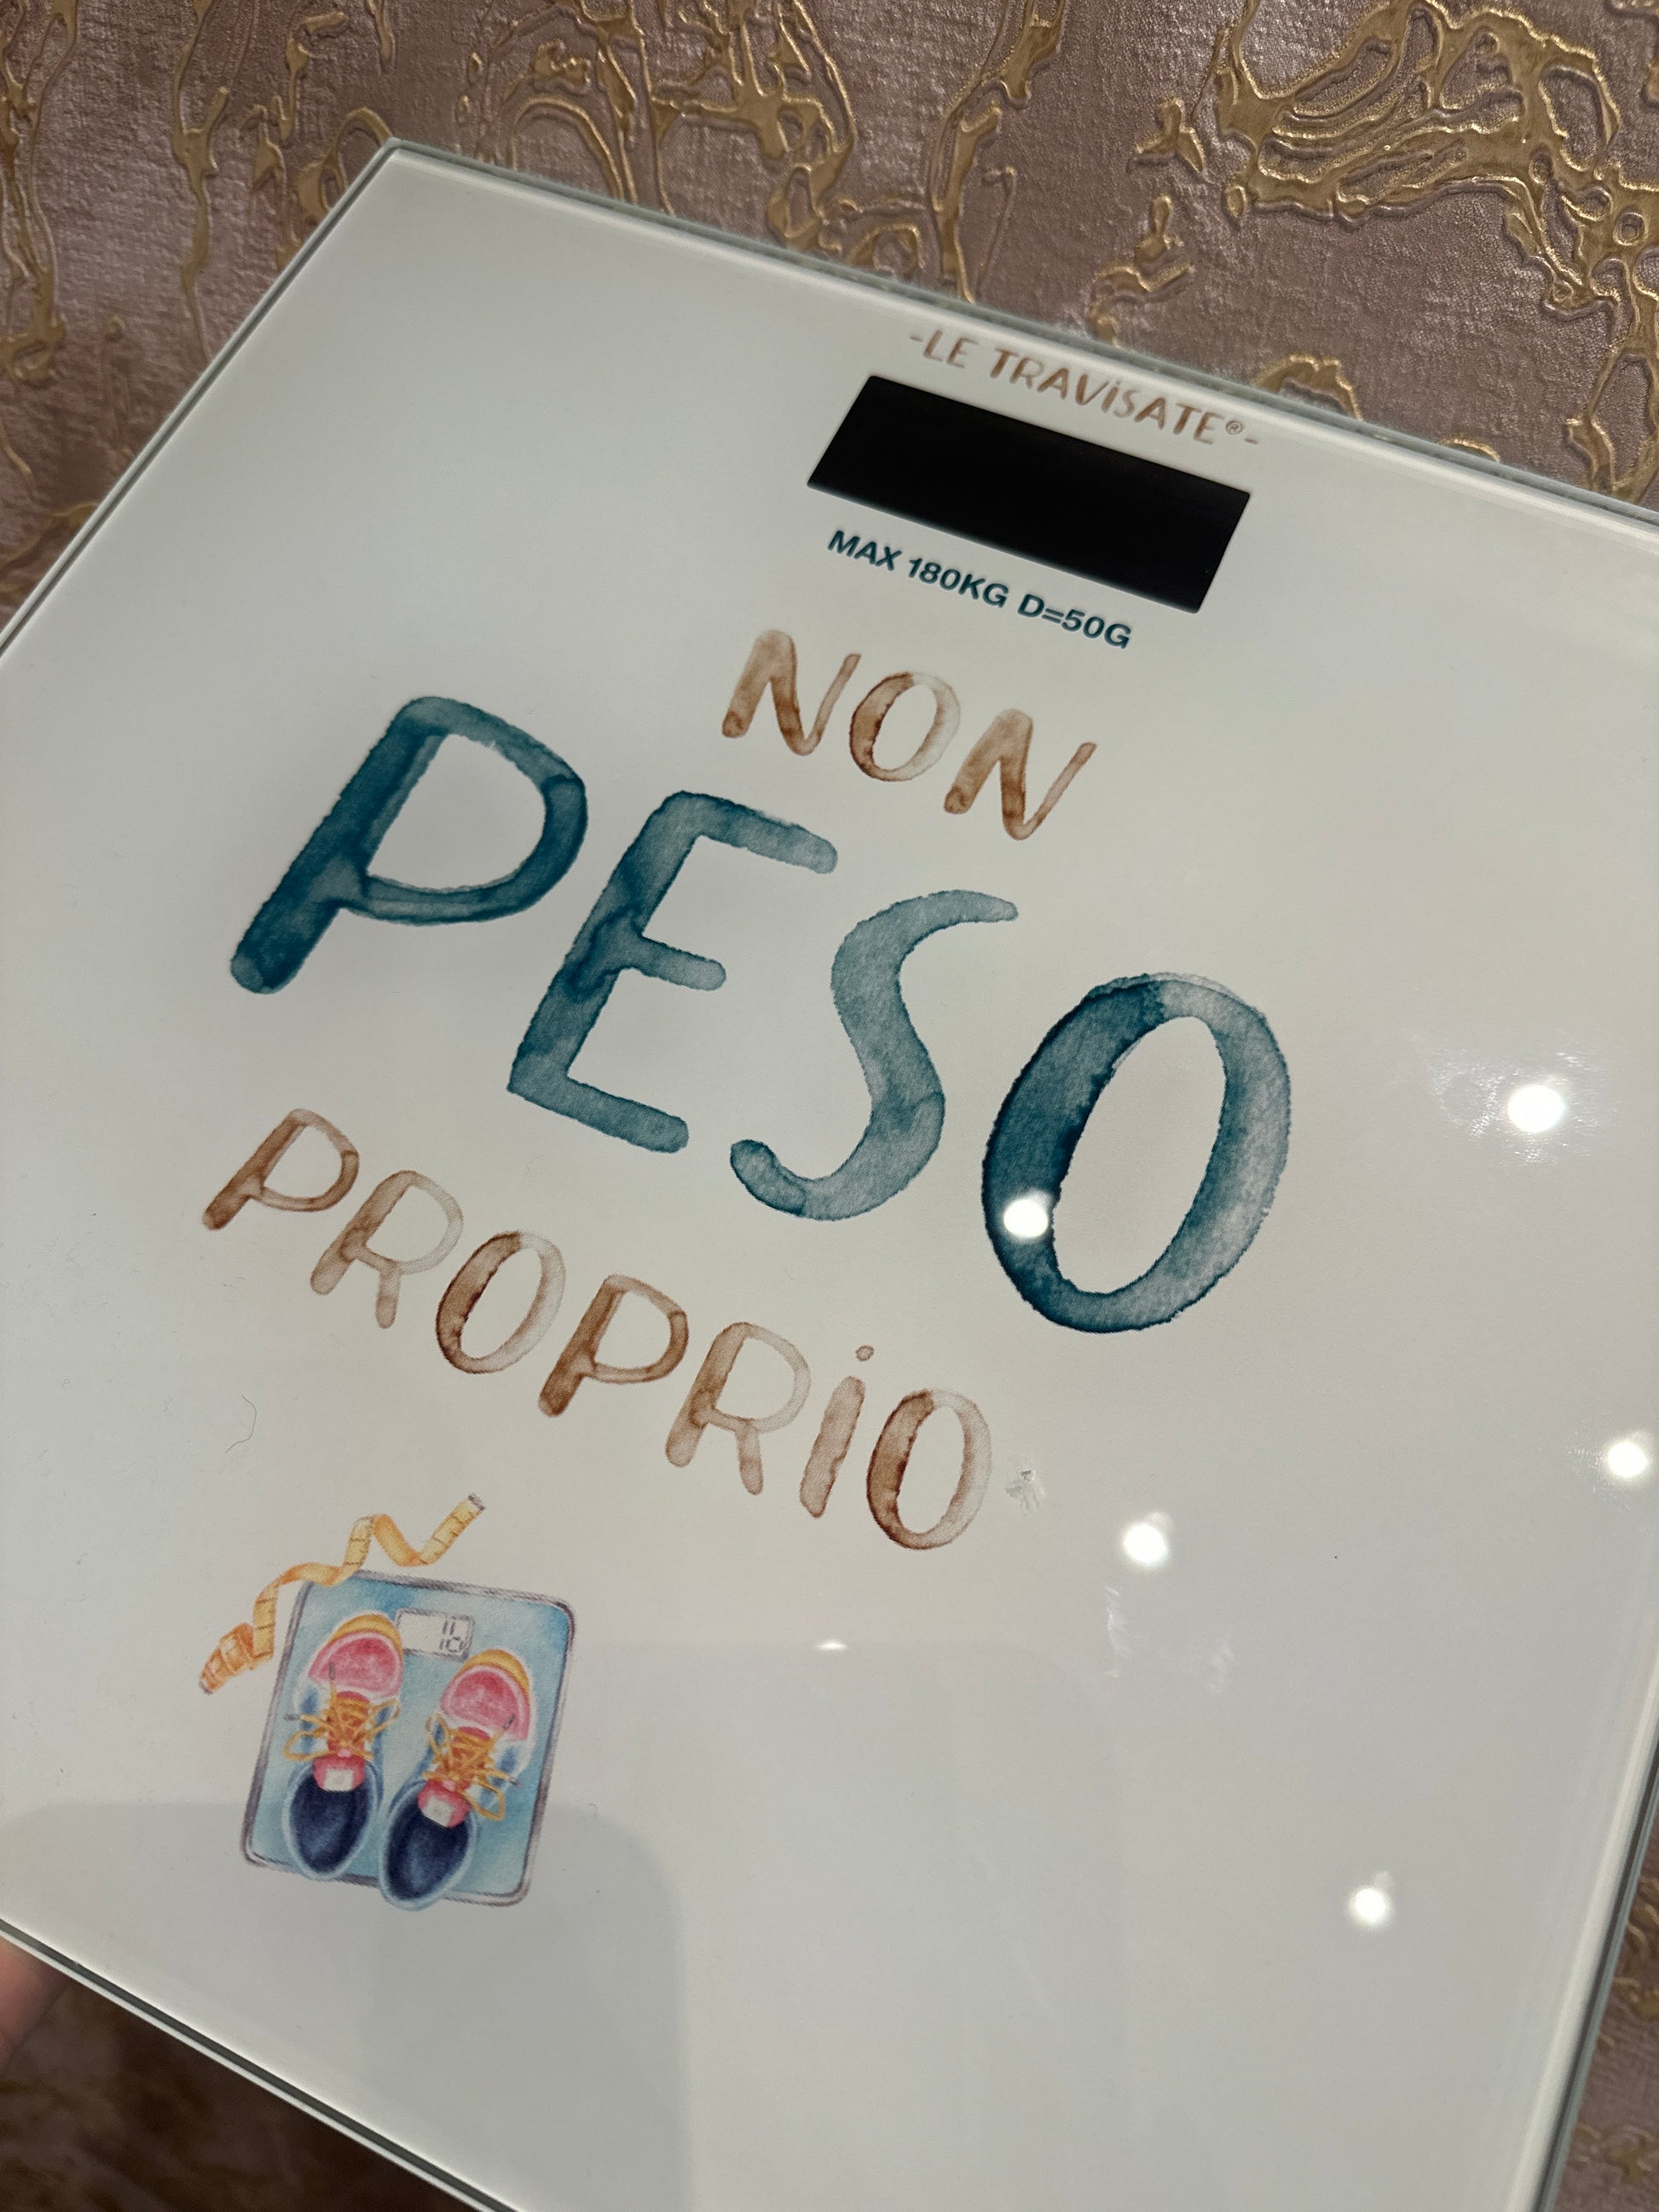 -LE TRAViSATE®-
MAX 180KG D=50G
NON
PESO
PROPRiO